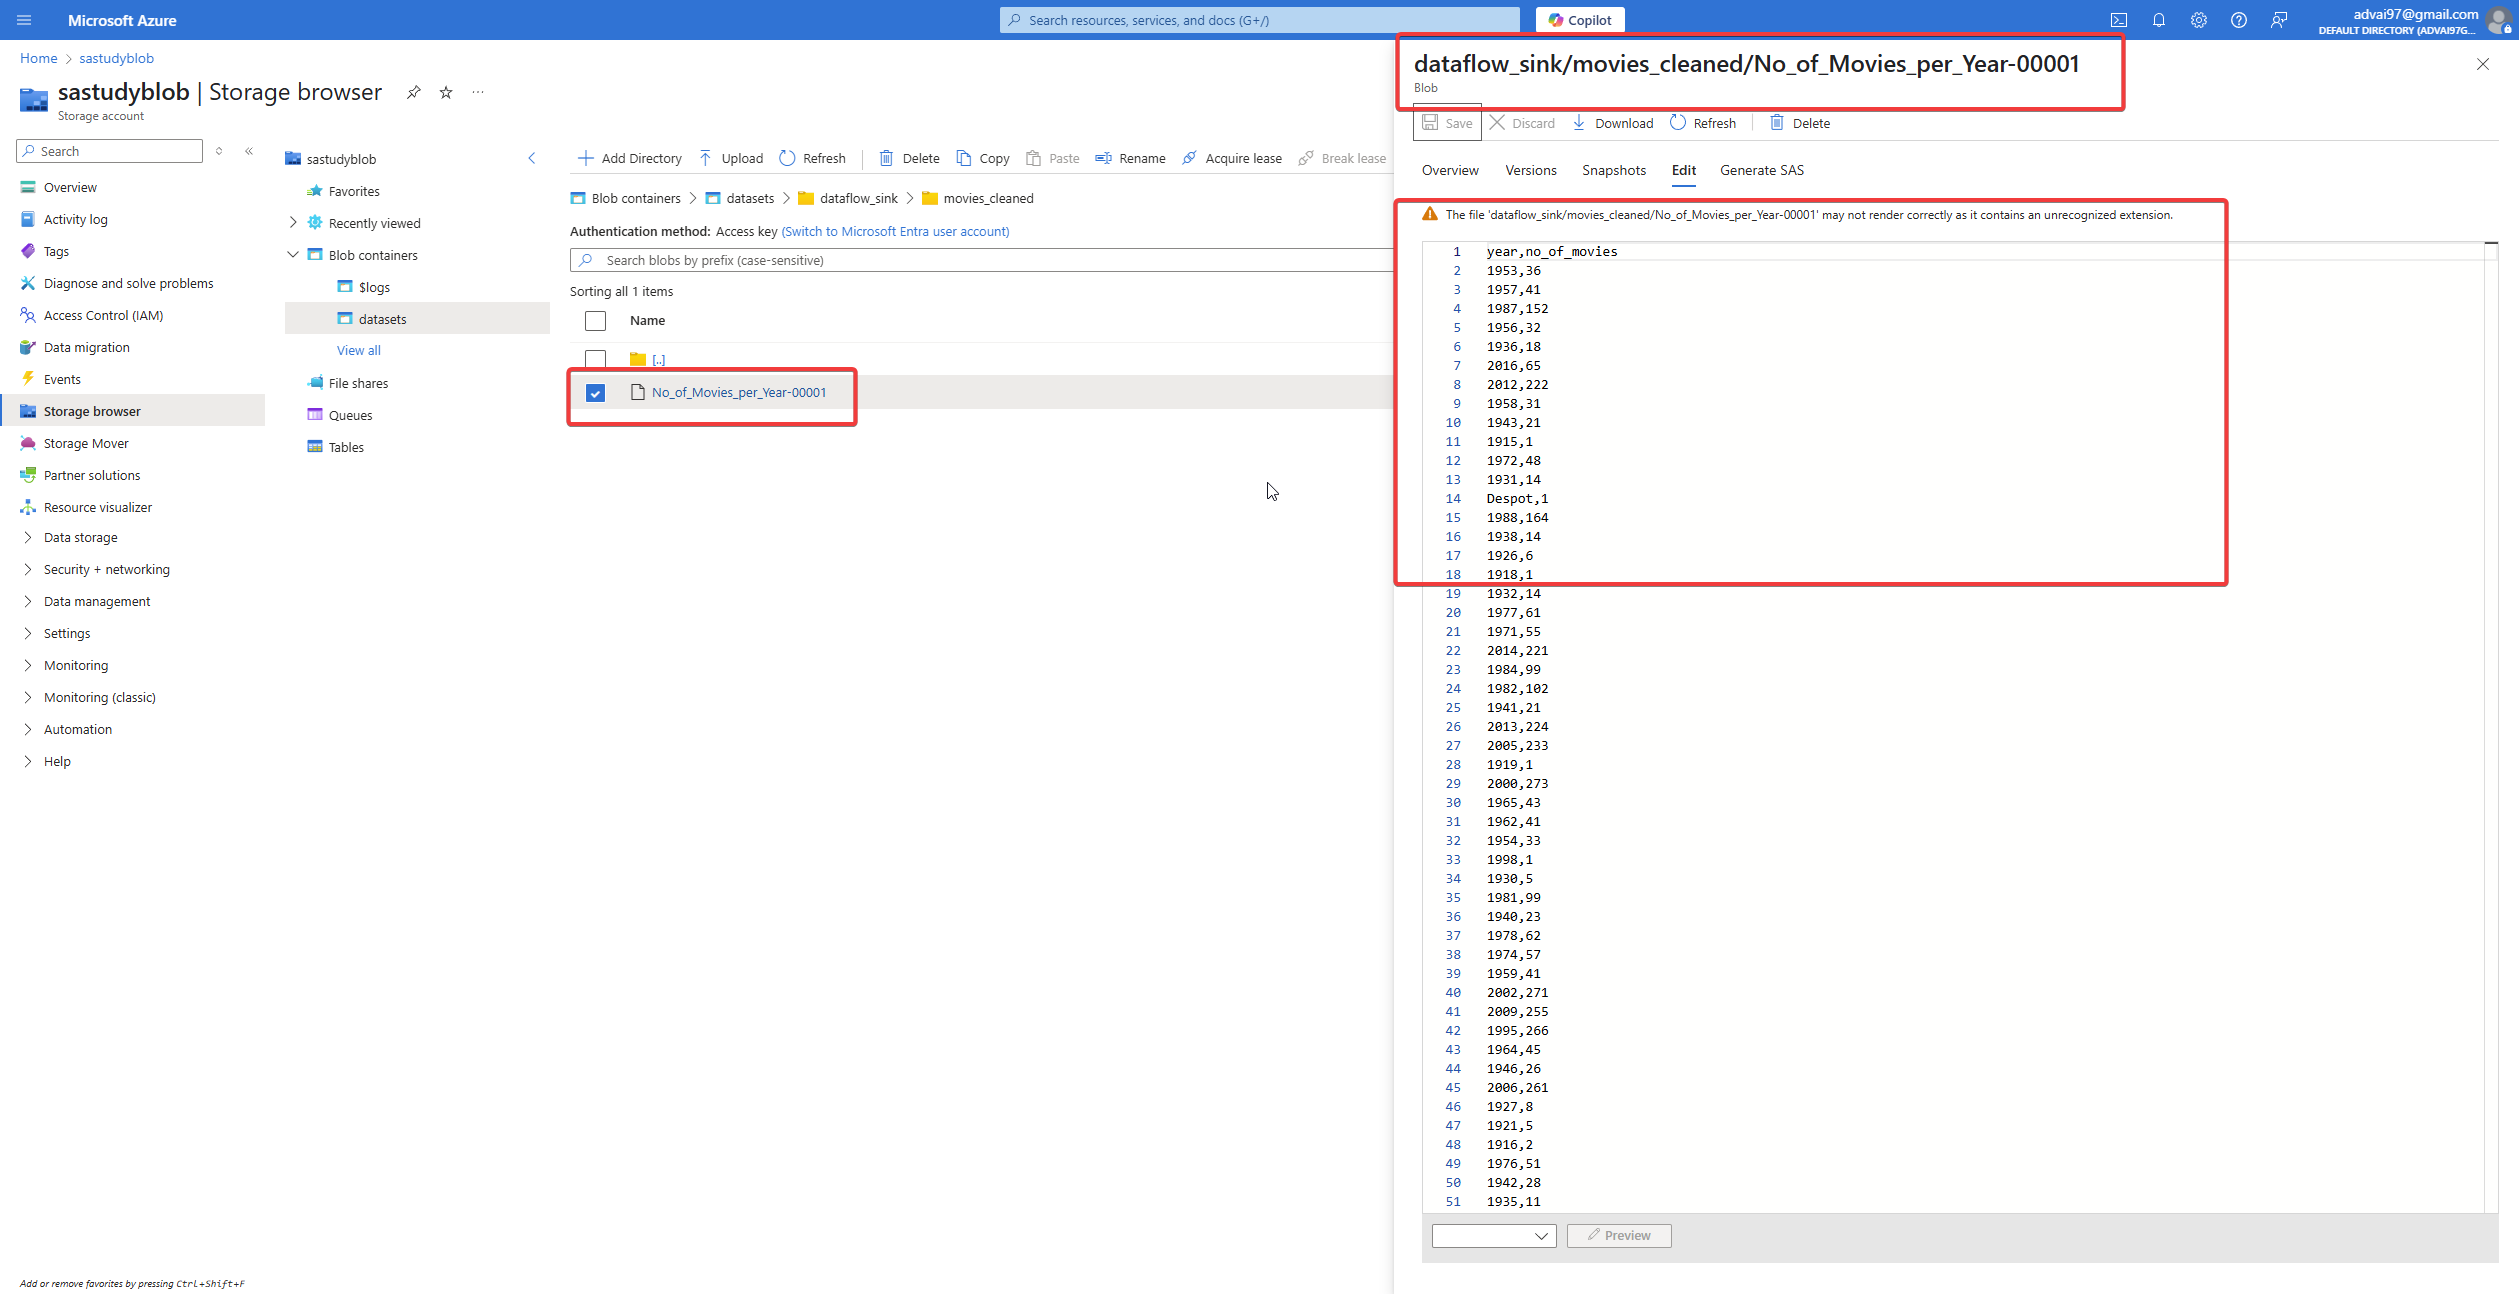 Microsoft Azure
Search resources, services, and docs (G+/)
Copilot
advai97@gmail.com
DEFAULT DIRECTORY (ADVAI97G...
Home > sastudyblob
sastudyblob | Storage browser
Storage account
Search
Overview
Activity log
Tags
Diagnose and solve problems
Access Control (IAM)
Data migration
Events
Storage browser
Storage Mover
Partner solutions
Resource visualizer
Data storage
Security + networking
Data management
Settings
Monitoring
Monitoring (classic)
Automation
Help
Add or remove favorites by pressing Ctrl+Shift+F
sastudyblob
Favorites
Recently viewed
Blob containers
$logs
datasets
View all
File shares
Queues
Tables
Add Directory Upload Refresh Delete Copy Paste Rename Acquire lease Break lease
Blob containers > datasets > dataflow_sink > movies_cleaned
Authentication method: Access key (Switch to Microsoft Entra user account)
Search blobs by prefix (case-sensitive)
Sorting all 1 items
Name
[..]
No_of_Movies_per_Year-00001
dataflow_sink/movies_cleaned/No_of_Movies_per_Year-00001
Blob
Save Discard Download Refresh Delete
Overview Versions Snapshots Edit Generate SAS
The file 'dataflow_sink/movies_cleaned/No_of_Movies_per_Year-00001' may not render correctly as it contains an unrecognized extension.
1 year,no_of_movies
2 1953,36
3 1957,41
4 1987,152
5 1956,32
6 1936,18
7 2016,65
8 2012,222
9 1958,31
10 1943,21
11 1915,1
12 1972,48
13 1931,14
14 Despot,1
15 1988,164
16 1938,14
17 1926,6
18 1918,1
19 1932,14
20 1977,61
21 1971,55
22 2014,221
23 1984,99
24 1982,102
25 1941,21
26 2013,224
27 2005,233
28 1919,1
29 2000,273
30 1965,43
31 1962,41
32 1954,33
33 1998,1
34 1930,5
35 1981,99
36 1940,23
37 1978,62
38 1974,57
39 1959,41
40 2002,271
41 2009,255
42 1995,266
43 1964,45
44 1946,26
45 2006,261
46 1927,8
47 1921,5
48 1916,2
49 1976,51
50 1942,28
51 1935,11
Preview